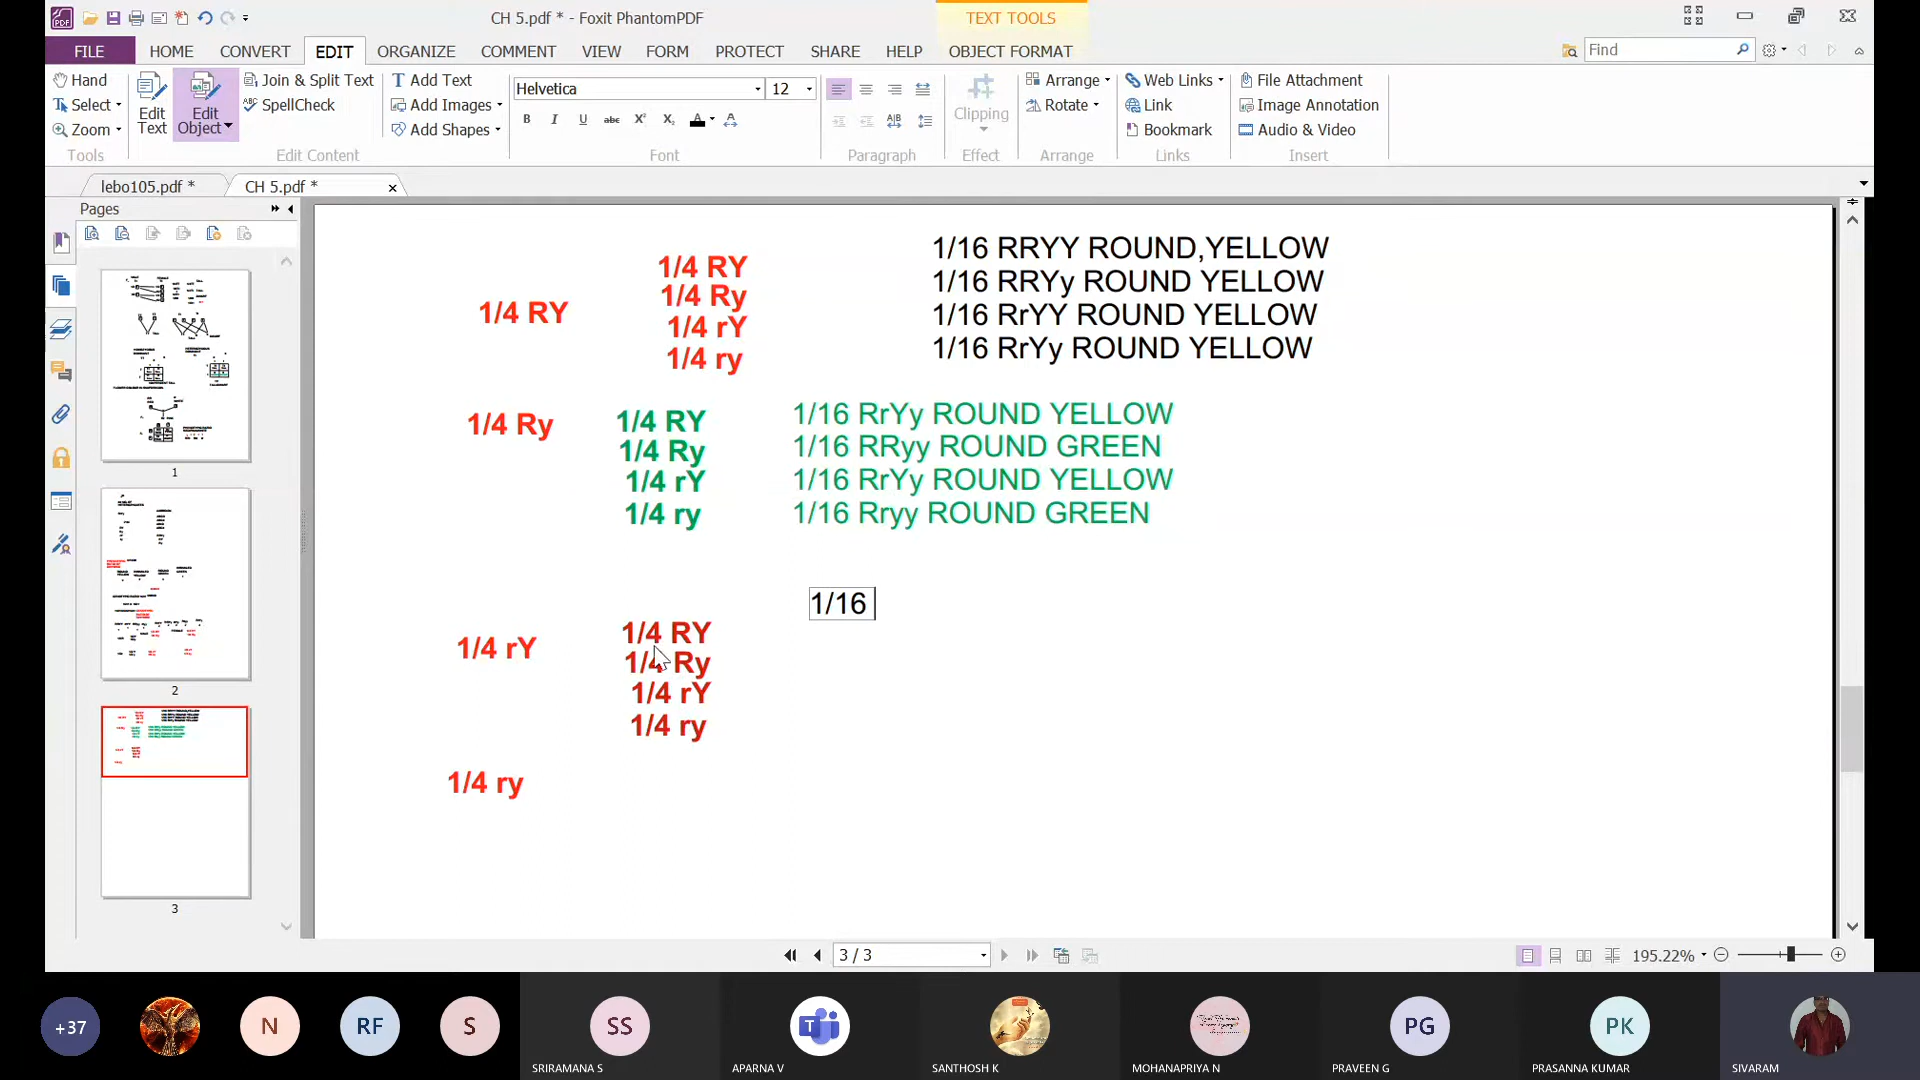 CH 5.pdf * - Foxit PhantomPDF
TEXT TOOLS
FILE HOME CONVERT EDIT ORGANIZE COMMENT VIEW FORM PROTECT SHARE HELP OBJECT FORMAT
Find
Hand
Select
Zoom
Tools
Edit Text
Edit Object
Join & Split Text
SpellCheck
Edit Content
Add Text
Add Images
Add Shapes
Helvetica 12
Font
Paragraph
Clipping
Effect
Arrange
Rotate
Arrange
Web Links
Link
Bookmark
Links
File Attachment
Image Annotation
Audio & Video
Insert
lebo105.pdf * CH 5.pdf *
Pages
1
2
3
1/4 RY
1/4 RY
1/4 Ry
1/4 rY
1/4 ry
1/16 RRYY ROUND,YELLOW
1/16 RRYy ROUND YELLOW
1/16 RrYY ROUND YELLOW
1/16 RrYy ROUND YELLOW
1/4 Ry
1/4 RY
1/4 Ry
1/4 rY
1/4 ry
1/16 RrYy ROUND YELLOW
1/16 RRyy ROUND GREEN
1/16 RrYy ROUND YELLOW
1/16 Rryy ROUND GREEN
1/16
1/4 rY
1/4 RY
1/4 Ry
1/4 rY
1/4 ry
1/4 ry
3 / 3
195.22%
+37
N
RF
S
SS
SRIRAMANA S
T
APARNA V
SANTHOSH K
MOHANAPRIYA N
PG
PRAVEEN G
PK
PRASANNA KUMAR
SIVARAM